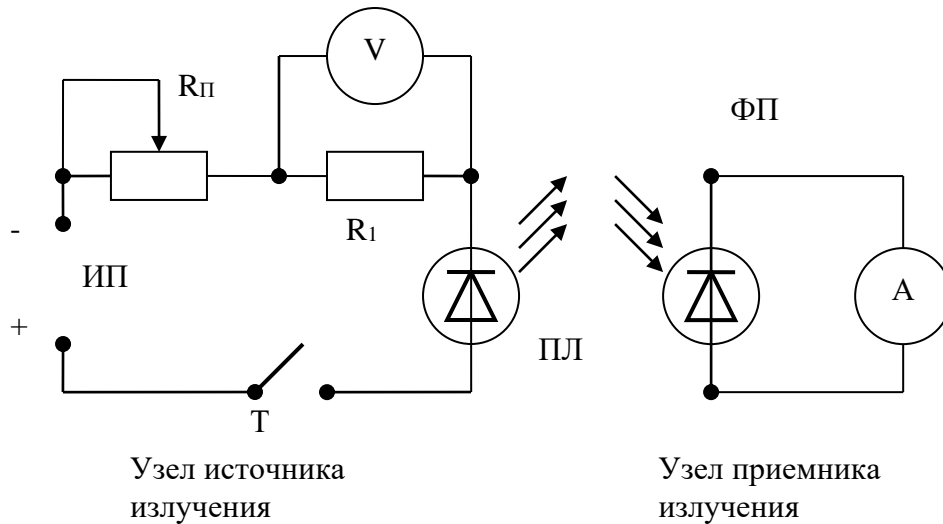 V
RП
ФП
R1
-
ИП
+
A
ПЛ
Т
Узел источника
излучения
Узел приемника
излучения